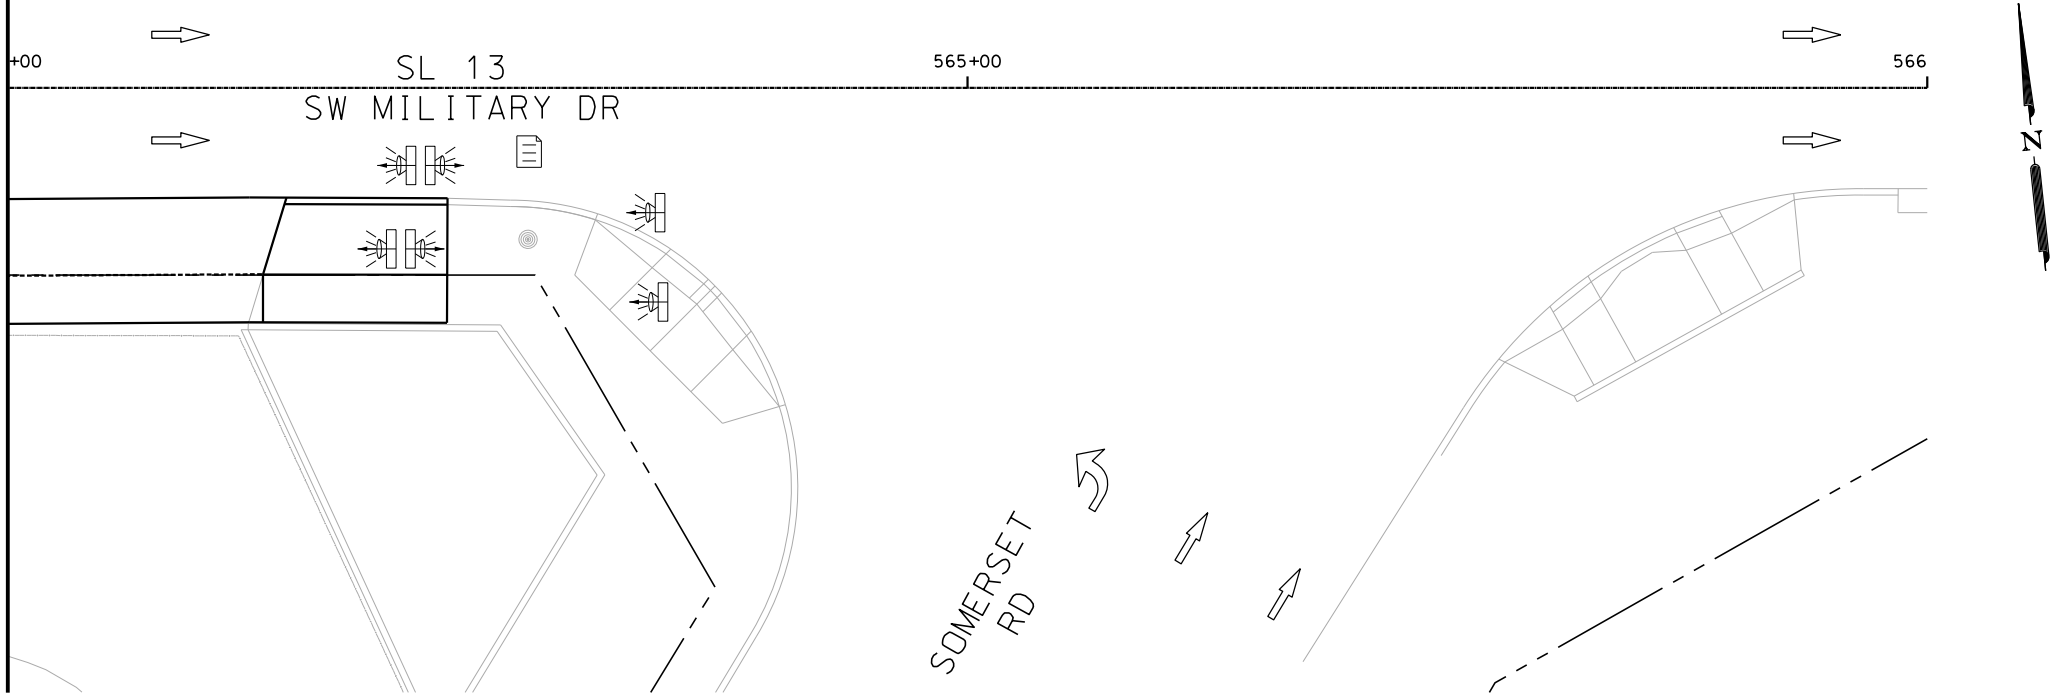 +00
SL 13
565+00
566
SW MILITARY DR
N
SOMERSET
RD